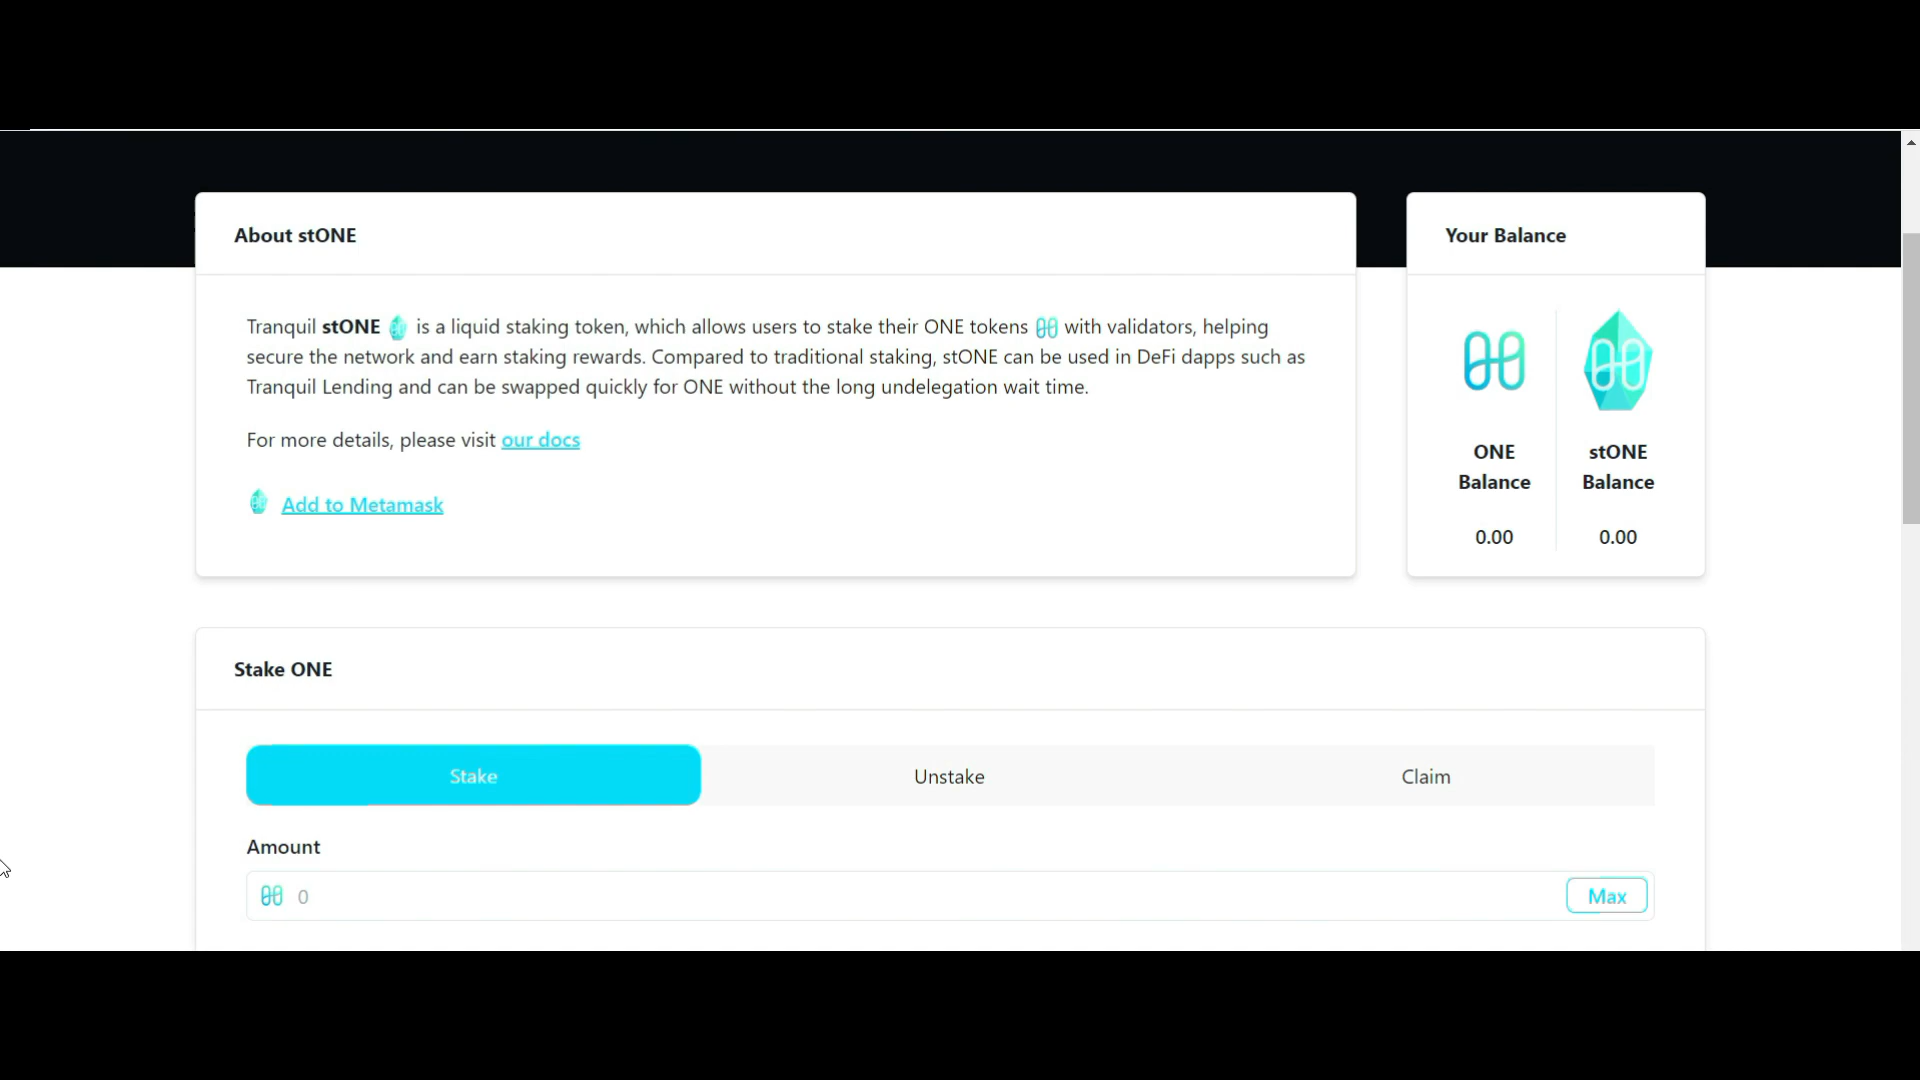 About stONE
Tranquil stONE is a liquid staking token, which allows users to stake their ONE tokens with validators, helping
secure the network and earn staking rewards. Compared to traditional staking, stONE can be used in DeFi dapps such as
Tranquil Lending and can be swapped quickly for ONE without the long undelegation wait time.
For more details, please visit our docs
Add to Metamask
Your Balance
ONE
Balance
0.00
stONE
Balance
0.00
Stake ONE
Stake
Unstake
Claim
Amount
0
Max